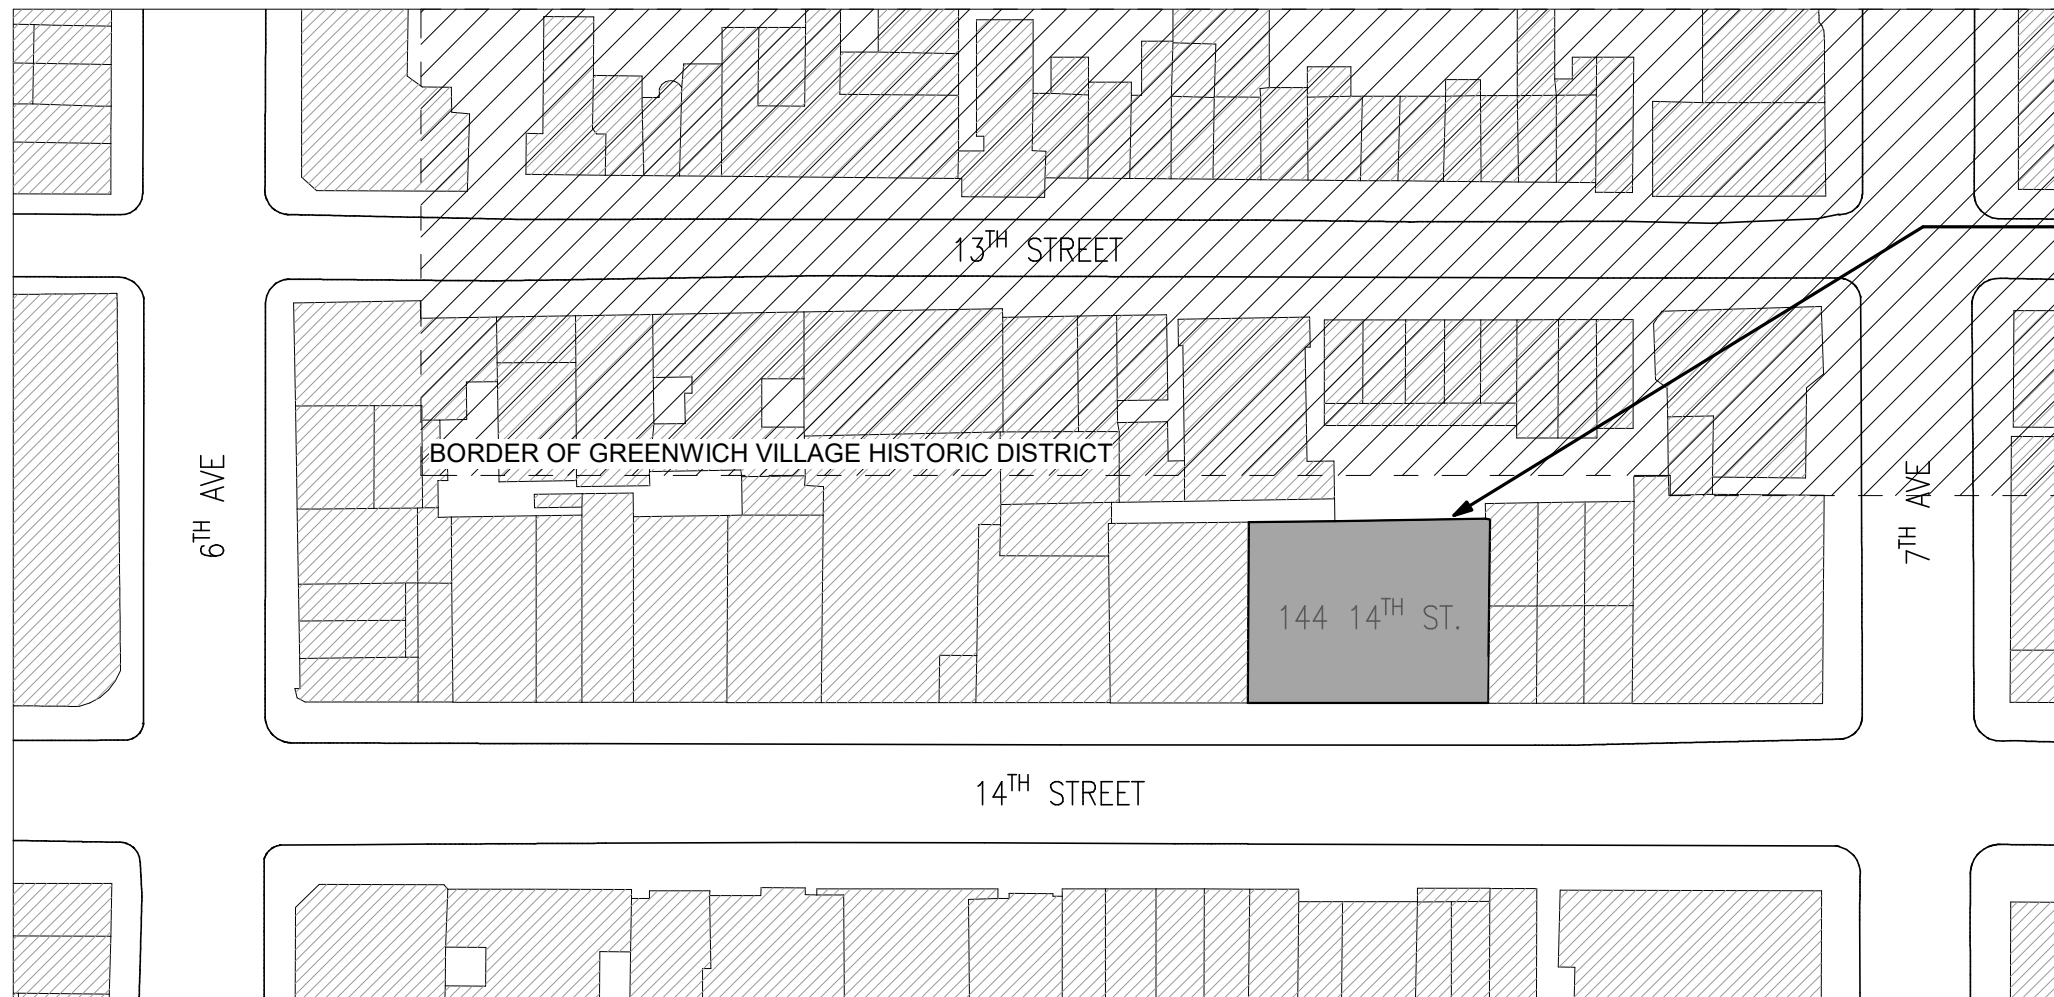 13TH STREET
BORDER OF GREENWICH VILLAGE HISTORIC DISTRICT
6TH AVE
7TH AVE
144 14TH ST.
14TH STREET